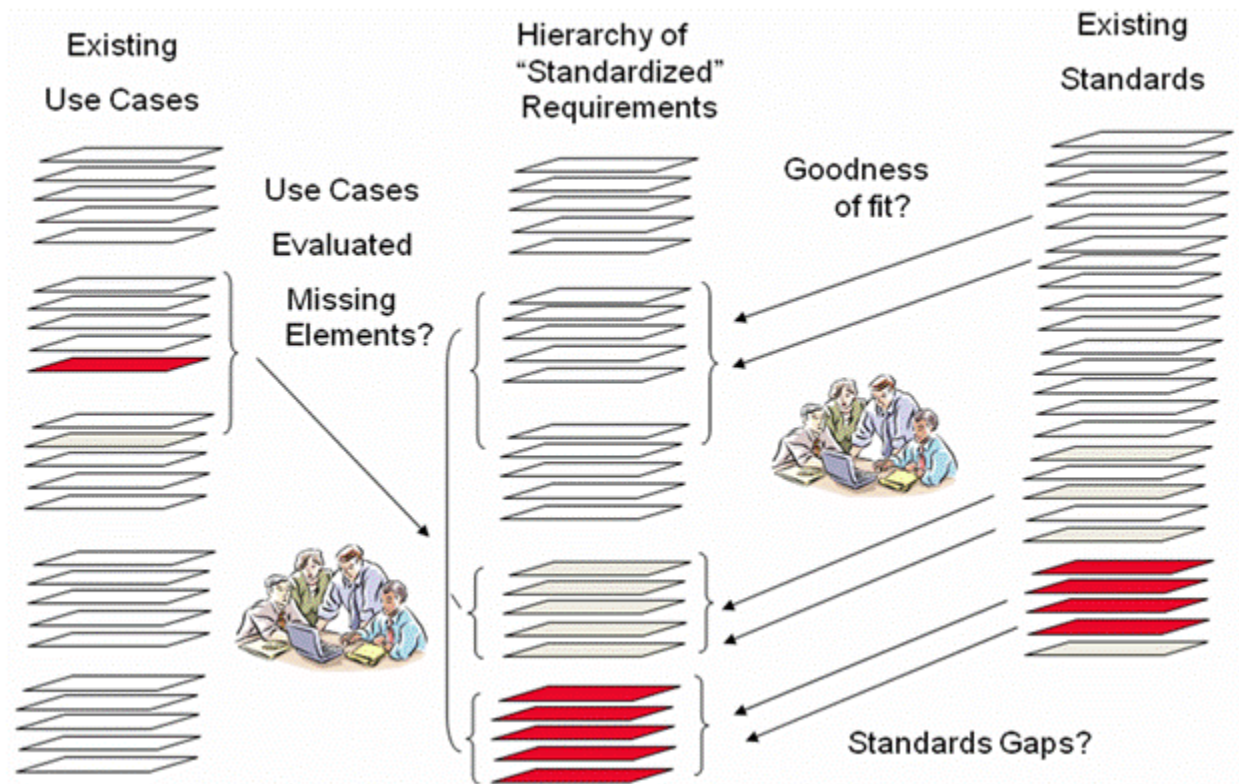 Existing
Use Cases
Hierarchy of
“Standardized”
Requirements
Existing
Standards
Use Cases
Evaluated
Missing
Elements?
Goodness
of fit?
Standards Gaps?